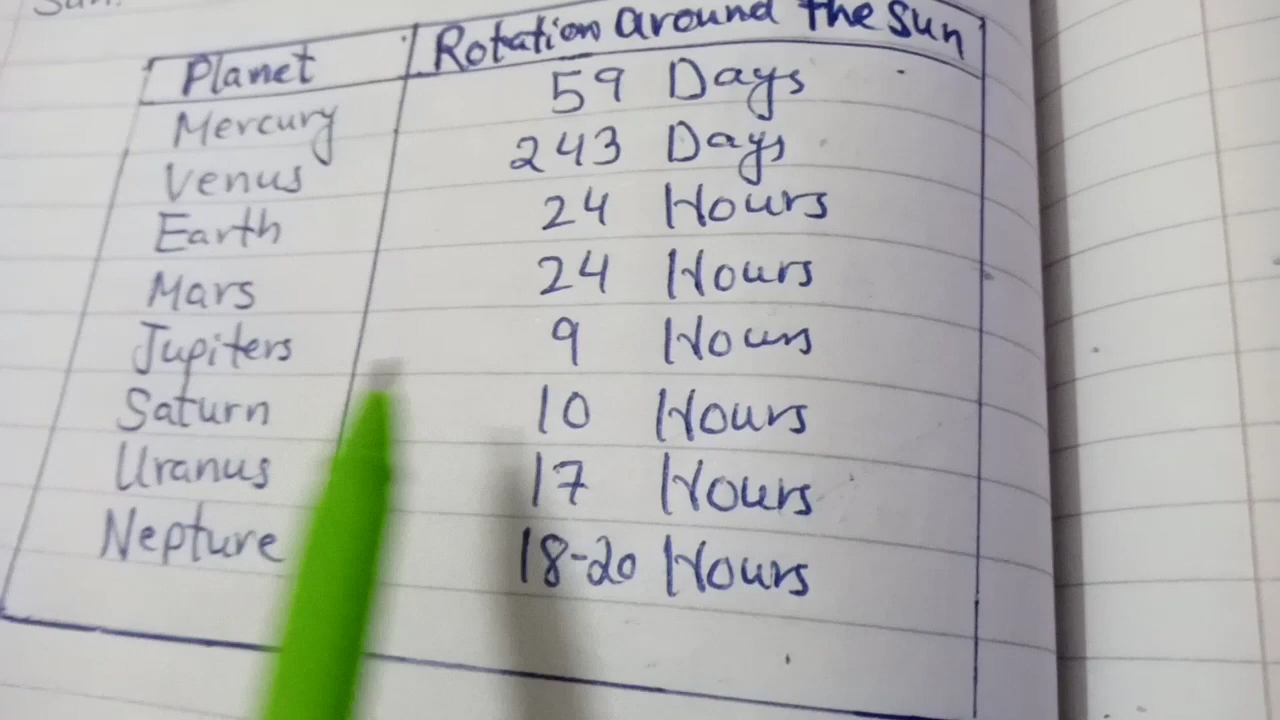 Sun.
Planet Rotation around the Sun
Mercury 59 Days
Venus 243 Days
Earth 24 Hours
Mars 24 Hours
Jupiters 9 Hours
Saturn 10 Hours
Uranus 17 Hours
Nepture 18-20 Hours